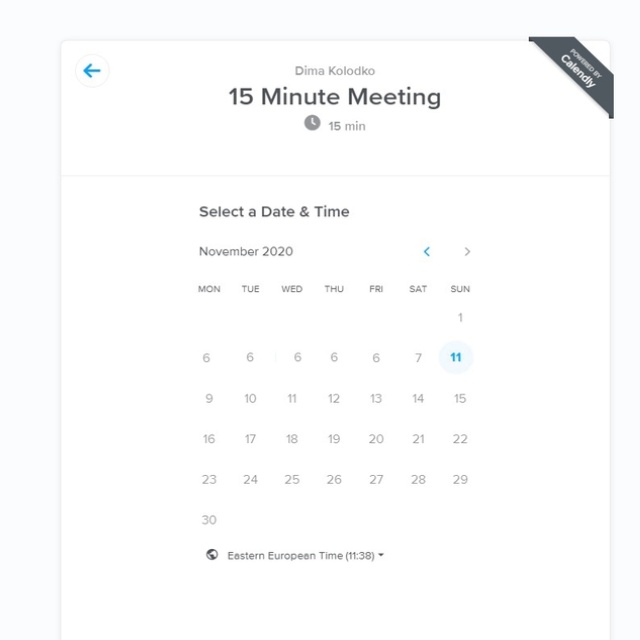 Dima Kolodko
POWERED BY
Calendly
15 Minute Meeting
15 min
Select a Date & Time
November 2020
MON TUE WED THU FRI SAT SUN
1
6 6 6 6 6 7 11
9 10 11 12 13 14 15
16 17 18 19 20 21 22
23 24 25 26 27 28 29
30
Eastern European Time (11:38)